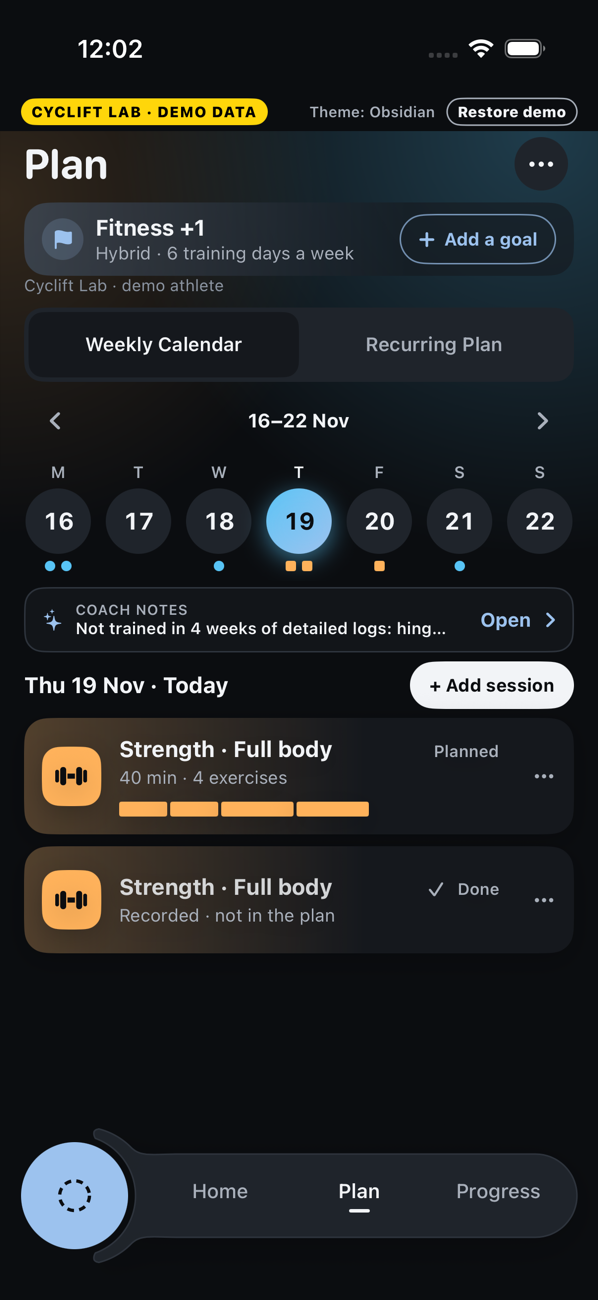 12:02
CYCLIFT LAB · DEMO DATA
Theme: Obsidian
Restore demo
Plan
Fitness +1
Hybrid · 6 training days a week
+ Add a goal
Cyclift Lab · demo athlete
Weekly Calendar
Recurring Plan
16–22 Nov
M T W T F S S
16 17 18 19 20 21 22
COACH NOTES
Not trained in 4 weeks of detailed logs: hing...
Open
Thu 19 Nov · Today
+ Add session
Strength · Full body
Planned
40 min · 4 exercises
Strength · Full body
Done
Recorded · not in the plan
Home
Plan
Progress